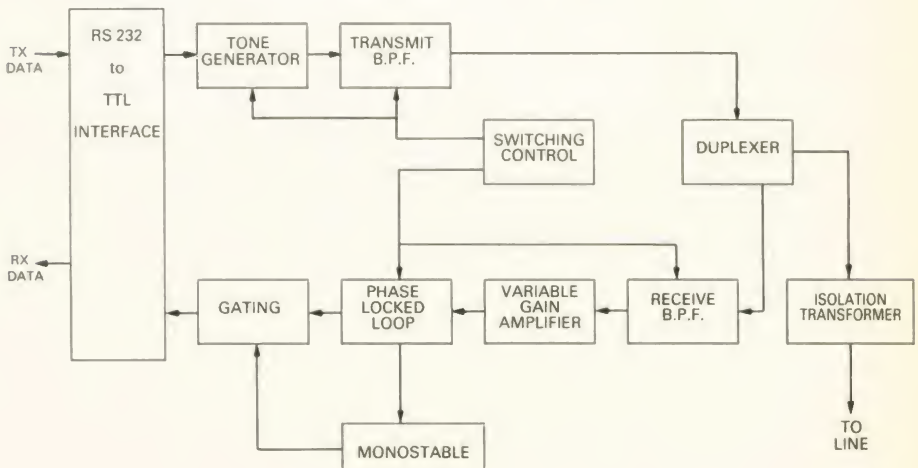 TX
DATA
RS 232
to
TTL
INTERFACE
TONE
GENERATOR
TRANSMIT
B.P.F.
SWITCHING
CONTROL
DUPLEXER
RX
DATA
GATING
PHASE
LOCKED
LOOP
VARIABLE
GAIN
AMPLIFIER
RECEIVE
B.P.F.
ISOLATION
TRANSFORMER
MONOSTABLE
TO
LINE